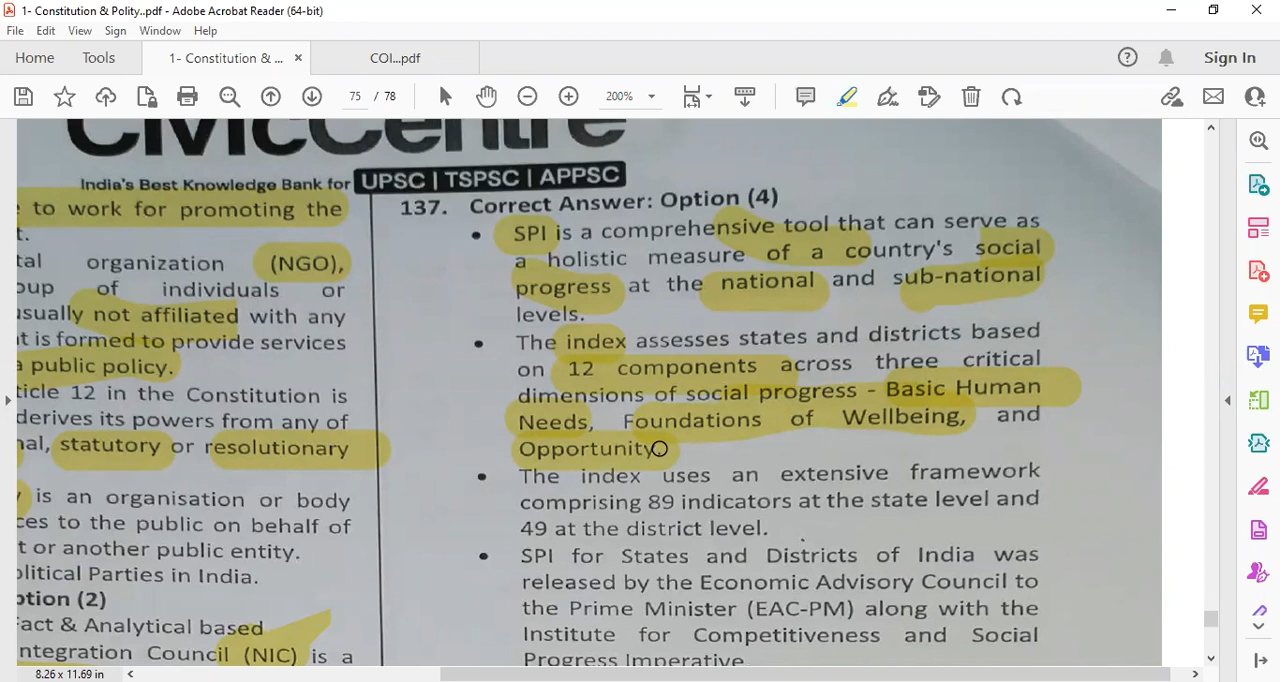 1- Constitution & Polity..pdf - Adobe Acrobat Reader (64-bit)
File Edit View Sign Window Help
Home Tools 1- Constitution & ... × COI...pdf Sign In
75 / 78 200%
CivicCentre
India's Best Knowledge Bank for UPSC | TSPSC | APPSC
to work for promoting the
t.
tal organization (NGO),
oup of individuals or
usually not affiliated with any
t is formed to provide services
a public policy.
ticle 12 in the Constitution is
derives its powers from any of
nal, statutory or resolutionary
is an organisation or body
ces to the public on behalf of
t or another public entity.
olitical Parties in India.
ption (2)
Fact & Analytical based
ntegration Council (NIC) is a
137. Correct Answer: Option (4)
• SPI is a comprehensive tool that can serve as
a holistic measure of a country's social
progress at the national and sub-national
levels.
• The index assesses states and districts based
on 12 components across three critical
dimensions of social progress - Basic Human
Needs, Foundations of Wellbeing, and
Opportunity.
• The index uses an extensive framework
comprising 89 indicators at the state level and
49 at the district level.
• SPI for States and Districts of India was
released by the Economic Advisory Council to
the Prime Minister (EAC-PM) along with the
Institute for Competitiveness and Social
Progress Imperative.
8.26 x 11.69 in